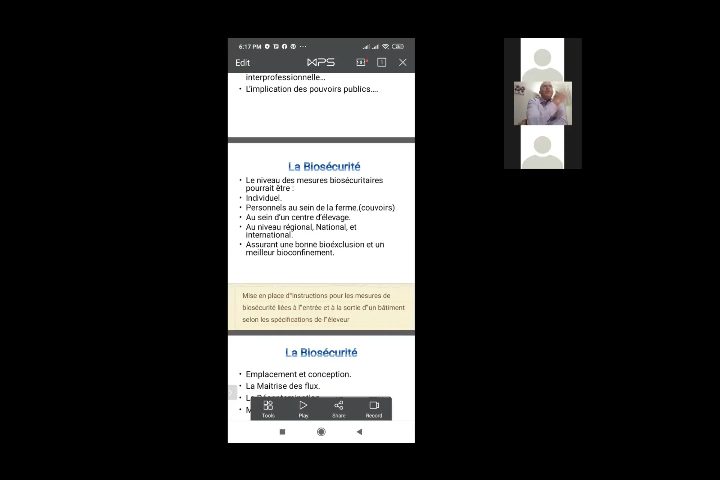 6:17 PM
Edit
WPS
1
interprofessionnelle…
• L'implication des pouvoirs publics….
La Biosécurité
• Le niveau des mesures biosécuritaires
pourrait être :
• Individuel.
• Personnels au sein de la ferme.(couvoirs)
• Au sein d'un centre d'élevage.
• Au niveau régional, National, et
international.
• Assurant une bonne bioéxclusion et un
meilleur bioconfinement.
Mise en place d"instructions pour les mesures de
biosécurité liées à l"entrée et à la sortie d"un bâtiment
selon les spécifications de l"éleveur
La Biosécurité
• Emplacement et conception.
• La Maitrise des flux.
Tools
Play
Share
Record